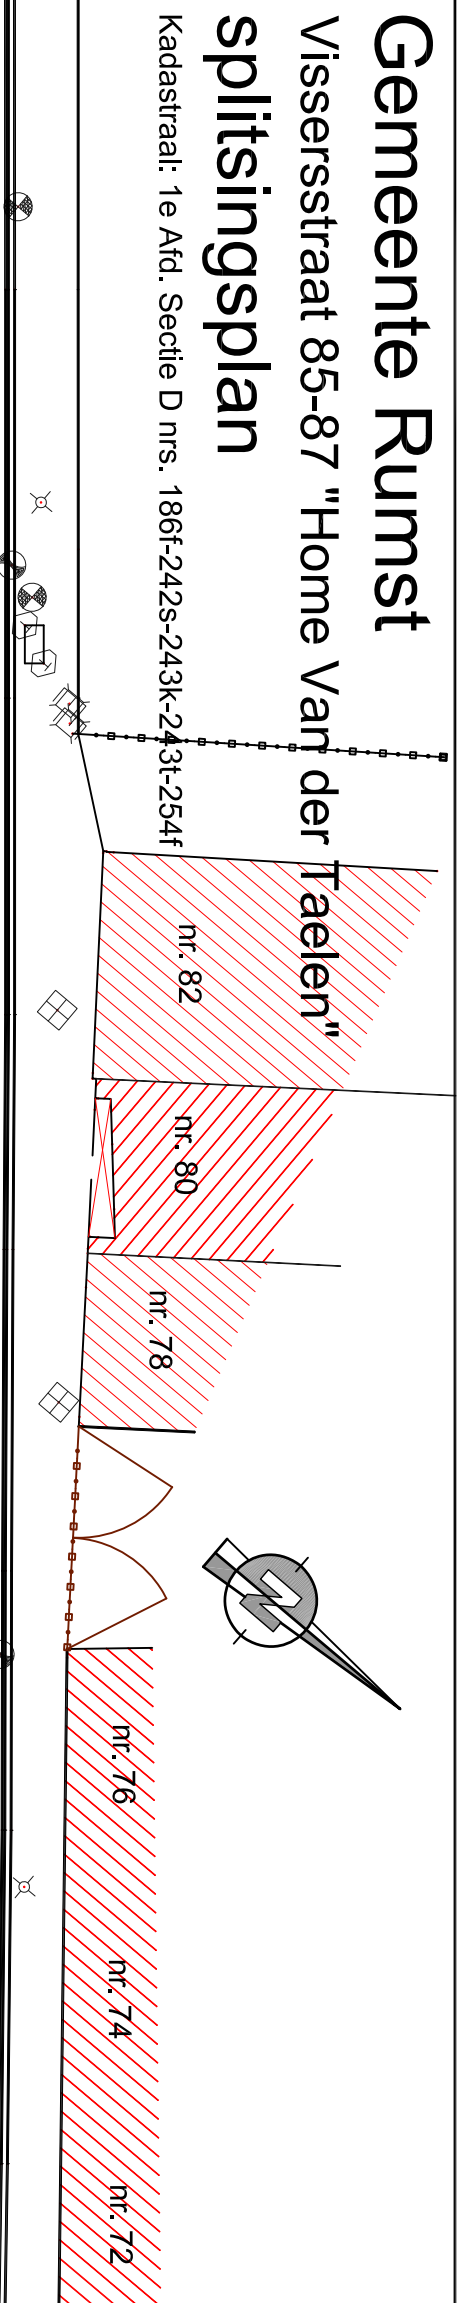 Gemeente Rumst
Vissersstraat 85-87 "Home Van der Taelen"
splitsingsplan
Kadastraal: 1e Afd. Sectie D nrs. 186f-242s-243k-243t-254f
nr. 82
nr. 80
nr. 78
N
nr. 76
nr. 74
nr. 72